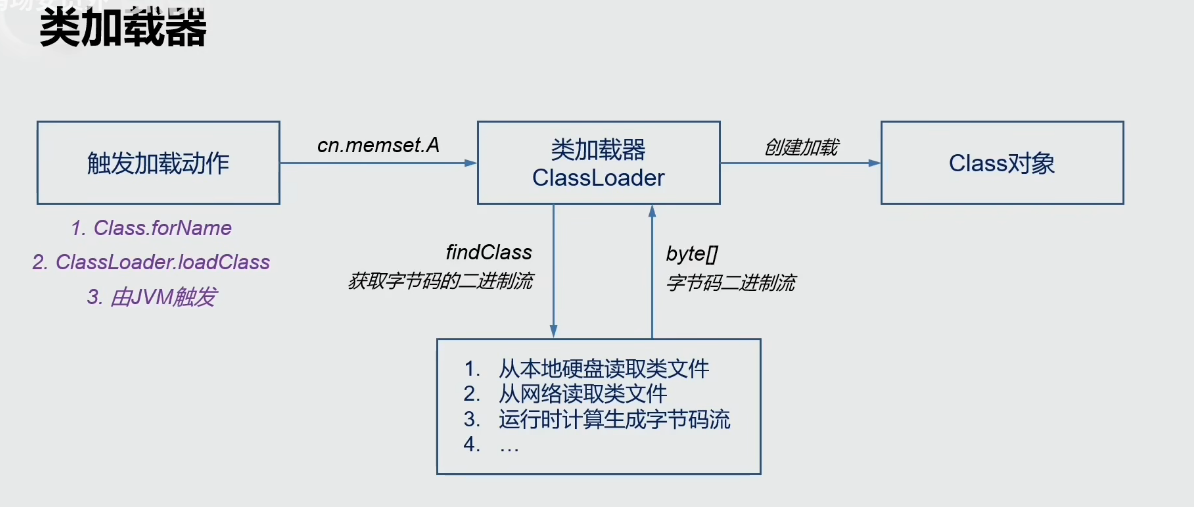 类加载器
触发加载动作
cn.memset.A
类加载器
ClassLoader
创建加载
Class对象
1. Class.forName
2. ClassLoader.loadClass
3. 由JVM触发
findClass
获取字节码的二进制流
byte[]
字节码二进制流
1. 从本地硬盘读取类文件
2. 从网络读取类文件
3. 运行时计算生成字节码流
4. …